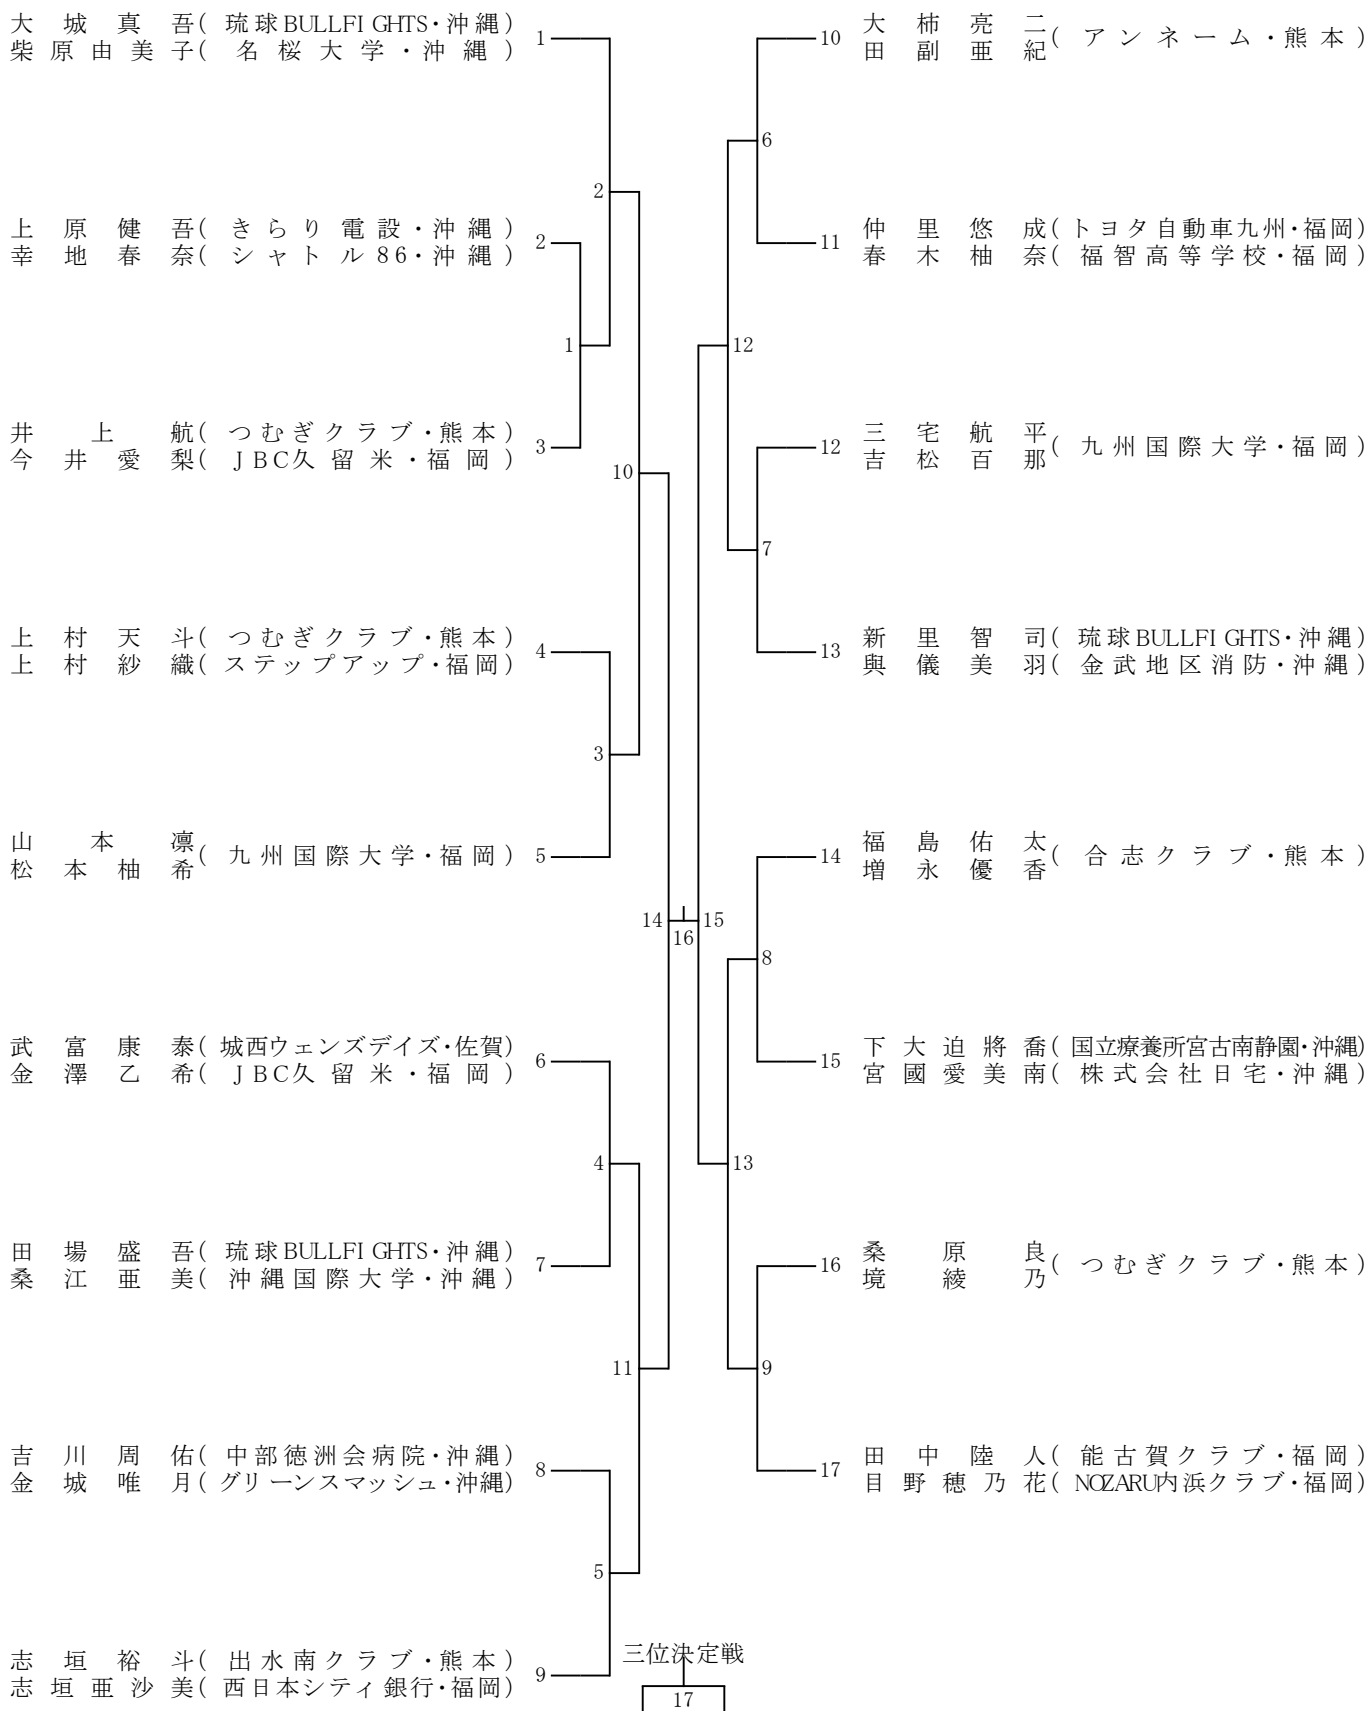 大城真吾(琉球BULLFIGHTS・沖縄)
柴原由美子(名桜大学・沖縄)
1
上原健吾(きらり電設・沖縄)
幸地春奈(シャトル86・沖縄)
2
井上航(つむぎクラブ・熊本)
今井愛梨(JBC久留米・福岡)
3
上村天斗(つむぎクラブ・熊本)
上村紗織(ステップアップ・福岡)
4
山本凛
松本柚希
(九州国際大学・福岡)
5
武富康泰(城西ウェンズデイズ・佐賀)
金澤乙希(JBC久留米・福岡)
6
田場盛吾(琉球BULLFIGHTS・沖縄)
桑江亜美(沖縄国際大学・沖縄)
7
吉川周佑(中部徳洲会病院・沖縄)
金城唯月(グリーンスマッシュ・沖縄)
8
志垣裕斗(出水南クラブ・熊本)
志垣亜沙美(西日本シティ銀行・福岡)
9
2
1
10
3
4
11
5
14
16
15
12
13
6
7
8
9
10
大柿亮二
田副亜紀
(アンネーム・熊本)
11
仲里悠成(トヨタ自動車九州・福岡)
春木柚奈(福智高等学校・福岡)
12
三宅航平
吉松百那
(九州国際大学・福岡)
13
新里智司(琉球BULLFIGHTS・沖縄)
與儀美羽(金武地区消防・沖縄)
14
福島佑太
増永優香
(合志クラブ・熊本)
15
下大迫將喬(国立療養所宮古南静園・沖縄)
宮國愛美南(株式会社日宅・沖縄)
16
桑原良
境綾乃
(つむぎクラブ・熊本)
17
田中陸人(能古賀クラブ・福岡)
目野穂乃花(NOZARU内浜クラブ・福岡)
三位決定戦
17